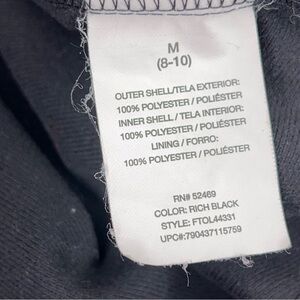 M
(8-10)
OUTER SHELL/TELA EXTERIOR:
100% POLYESTER / POLIÉSTER
INNER SHELL / TELA INTERIOR:
100% POLYESTER / POLIÉSTER
LINING / FORRO:
100% POLYESTER / POLIÉSTER
RN# 52469
COLOR: RICH BLACK
STYLE: FTOL44331
UPC#:790437115759